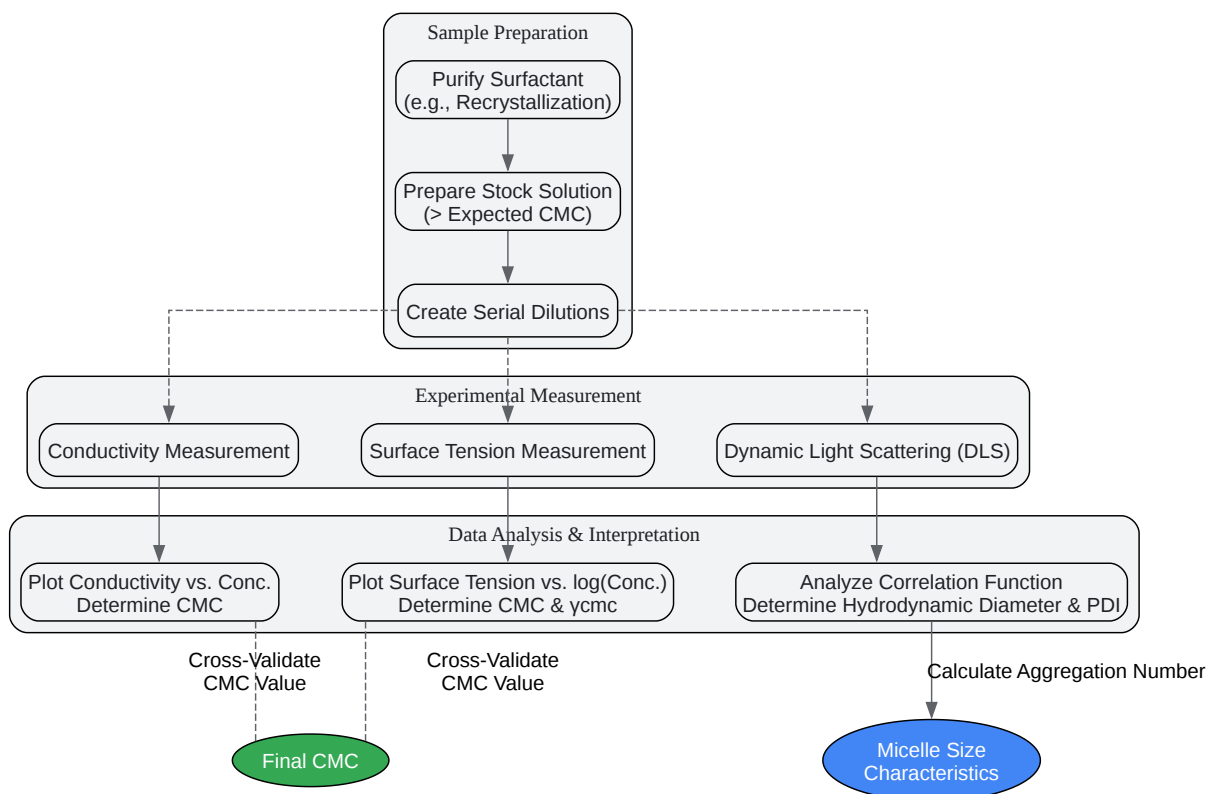 Sample Preparation
Purify Surfactant
(e.g., Recrystallization)
Prepare Stock Solution
(> Expected CMC)
Create Serial Dilutions
Experimental Measurement
Conductivity Measurement
Surface Tension Measurement
Dynamic Light Scattering (DLS)
Data Analysis & Interpretation
Plot Conductivity vs. Conc.
Determine CMC
Plot Surface Tension vs. log(Conc.)
Determine CMC & γcmc
Analyze Correlation Function
Determine Hydrodynamic Diameter & PDI
Cross-Validate
CMC Value
Cross-Validate
CMC Value
Calculate Aggregation Number
Final CMC
Micelle Size
Characteristics